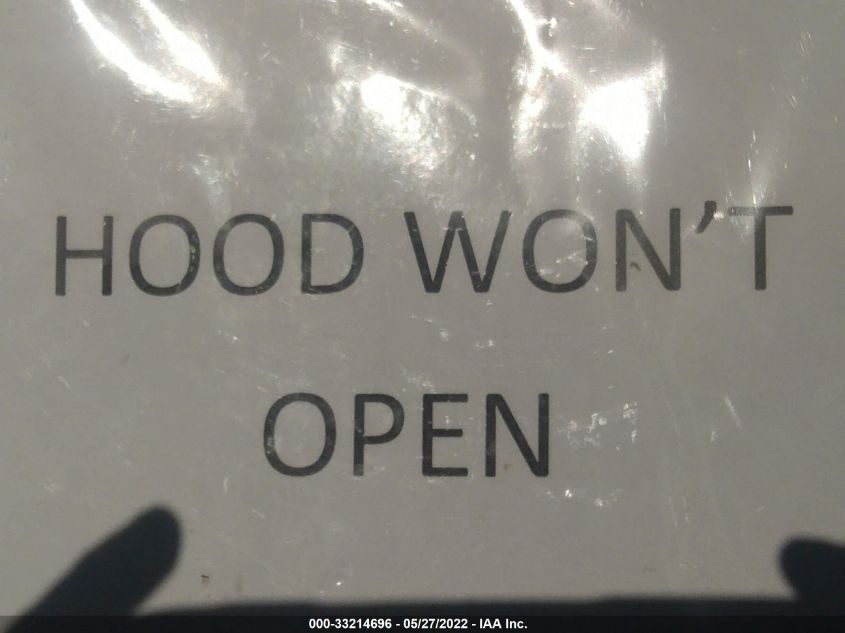 HOOD WON’T
OPEN
000-33214696 - 05/27/2022 - IAA Inc.